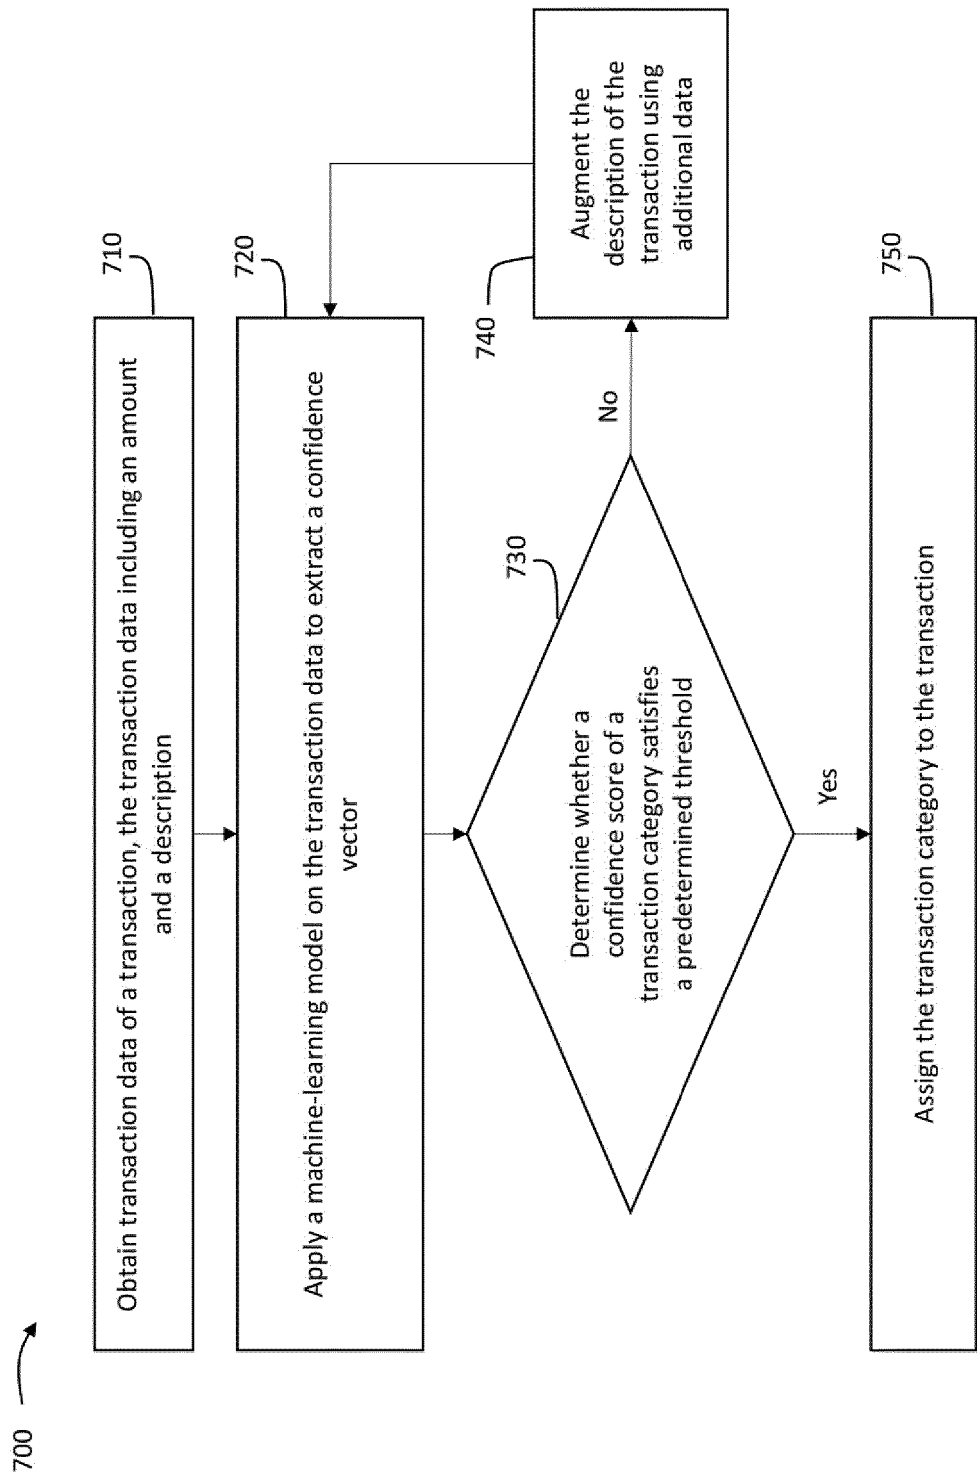 700
710
Obtain transaction data of a transaction, the transaction data including an amount
and a description
720
Apply a machine-learning model on the transaction data to extract a confidence
vector
730
Determine whether a
confidence score of a
transaction category satisfies
a predetermined threshold
No
740
Augment the
description of the
transaction using
additional data
Yes
750
Assign the transaction category to the transaction